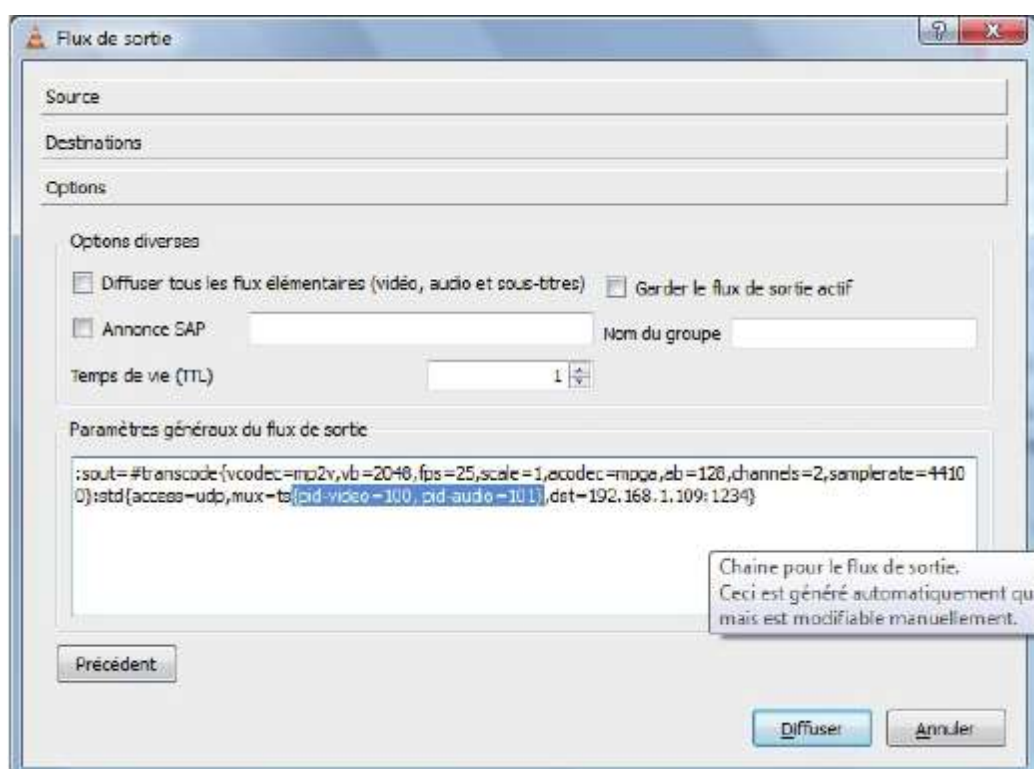 Flux de sortie
Source
Destinations
Options
Options diverses
Diffuser tous les flux élémentaires (vidéo, audio et sous-titres)
Garder le flux de sortie actif
Annonce SAP
Nom du groupe
Temps de vie (TTL)
1
Paramètres généraux du flux de sortie
:sout=#transcode{vcodec=mp2v,vb=2048,fps=25,scale=1,acodec=mpga,ab=128,channels=2,samplerate=4410
0}:std{access=udp,mux=ts{pid-video=100, pid-audio=101},dst=192.168.1.109:1234}
Chaine pour le flux de sortie.
Ceci est généré automatiquement qu
mais est modifiable manuellement.
Précédent
Diffuser
Annuler